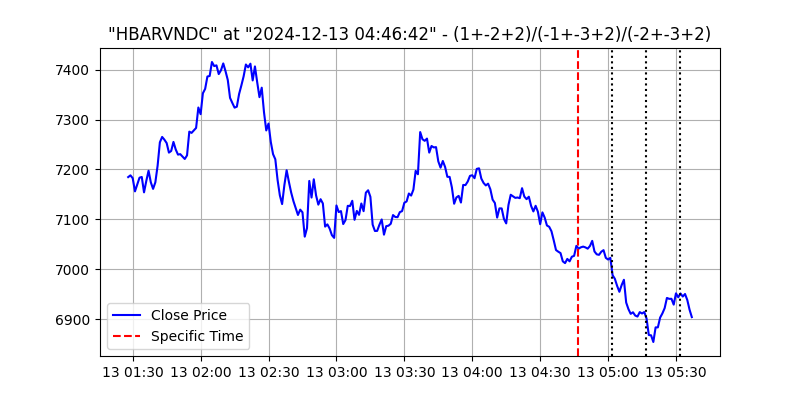 "HBARVNDC" at "2024-12-13 04:46:42" - (1+-2+2)/(-1+-3+2)/(-2+-3+2)
7400
7300
7200
7100
7000
6900
Close Price
Specific Time
13 01:30 13 02:00 13 02:30 13 03:00 13 03:30 13 04:00 13 04:30 13 05:00 13 05:30